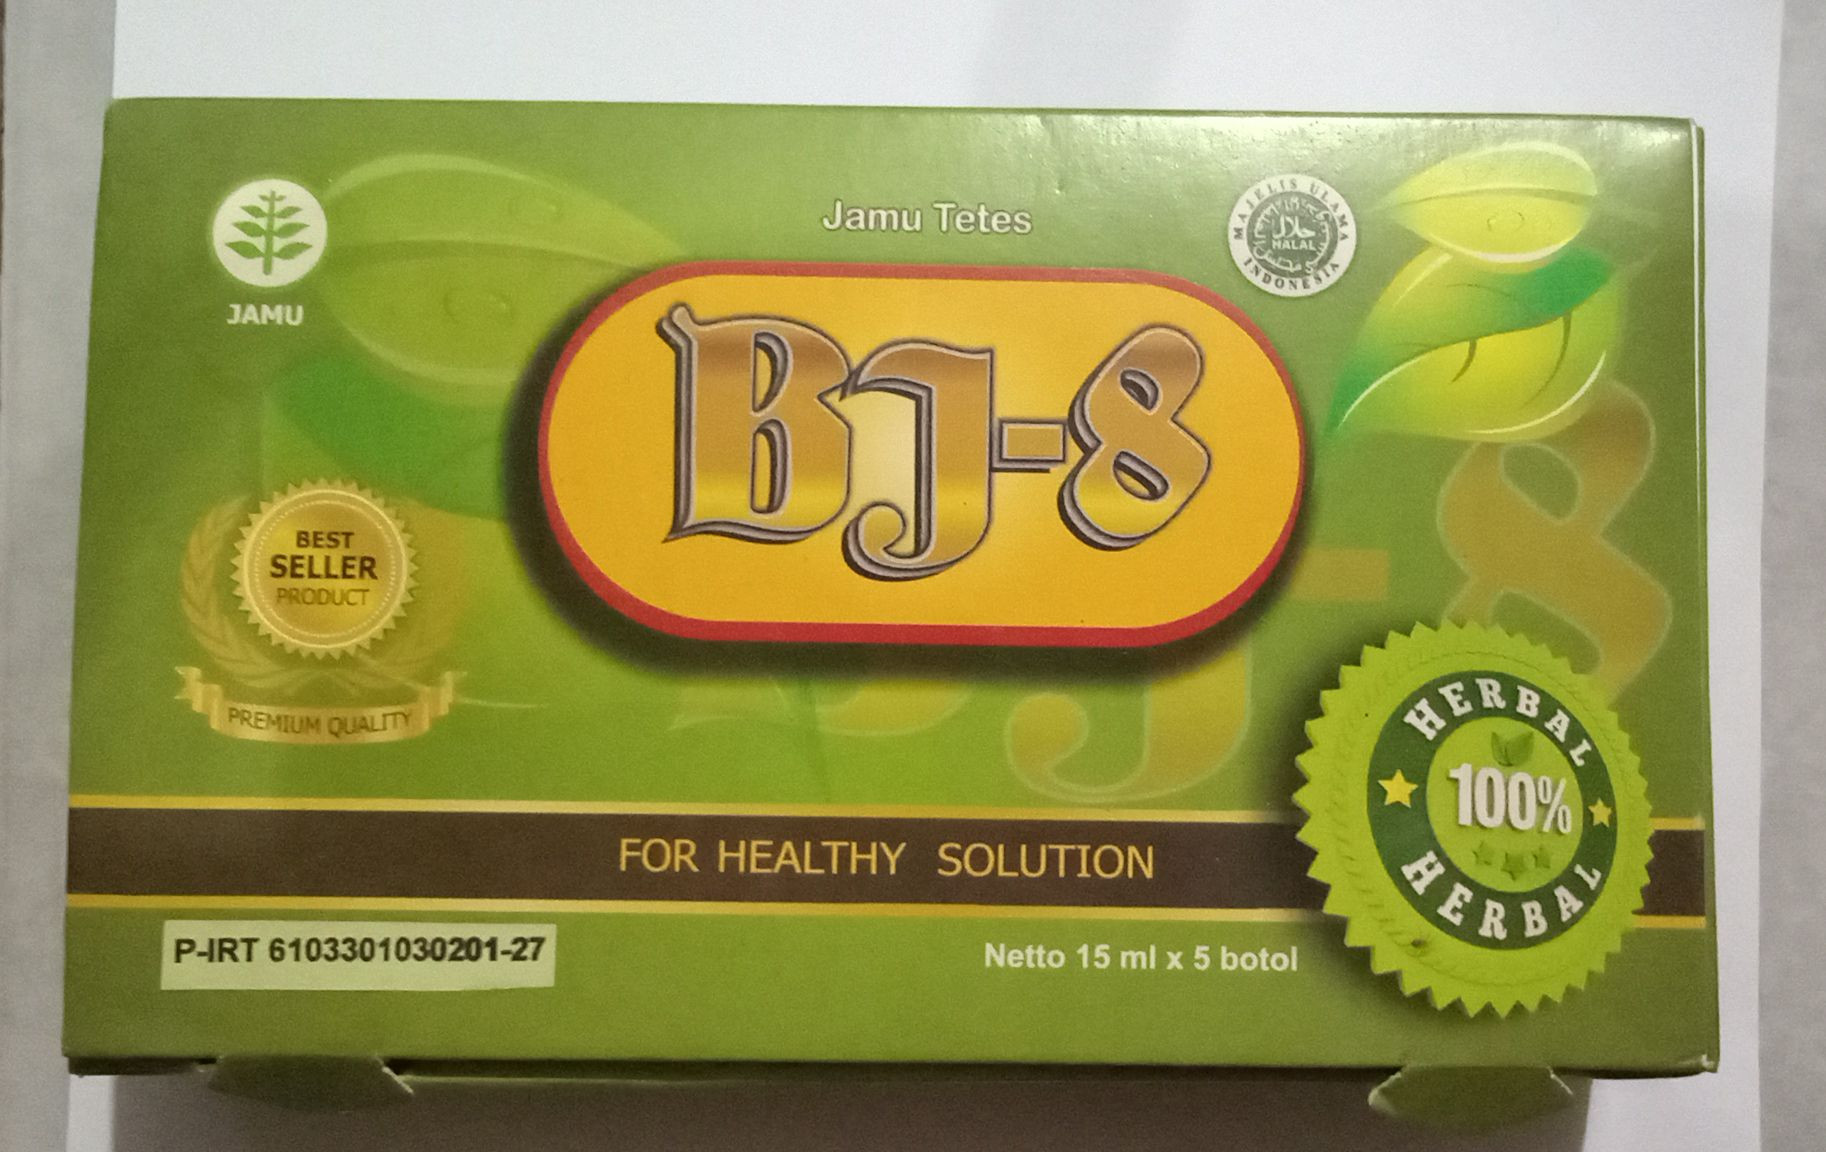 Jamu Tetes
JAMU
MAJELIS ULAMA
INDONESIA
حلال
HALAL
BJ-8
BEST
SELLER
PRODUCT
PREMIUM QUALITY
HERBAL
100%
HERBAL
FOR HEALTHY SOLUTION
P-IRT 6103301030201-27
Netto 15 ml x 5 botol